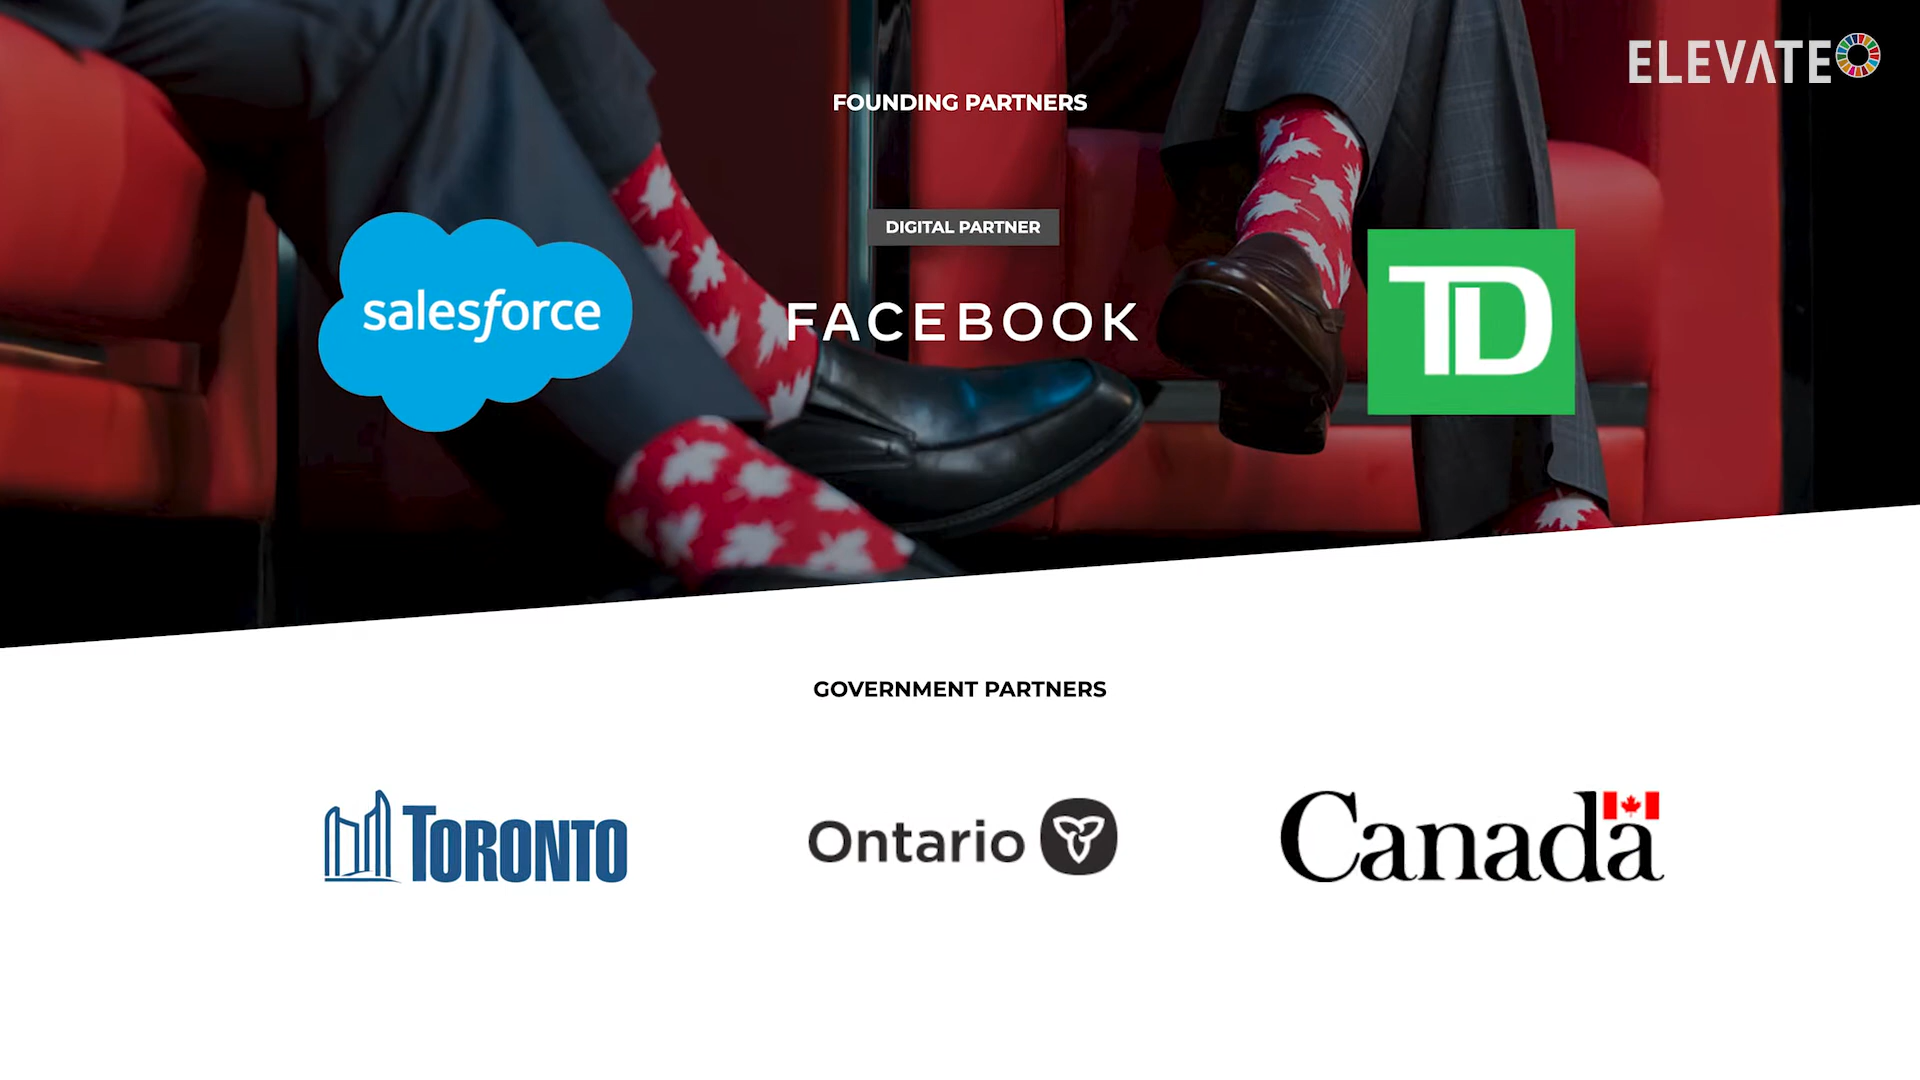 ELEVATE
FOUNDING PARTNERS
DIGITAL PARTNER
salesforce
FACEBOOK
TD
GOVERNMENT PARTNERS
TORONTO
Ontario
Canada